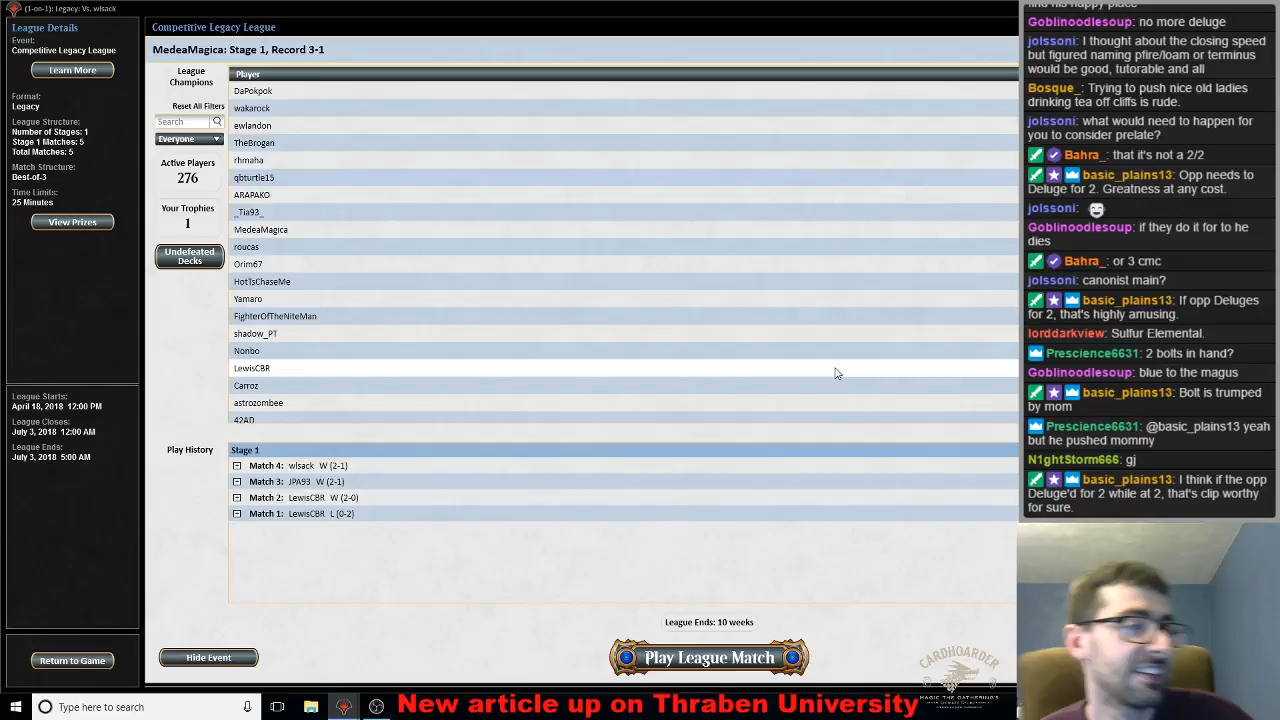 (1-on-1): Legacy: Vs. wlsack
League Details
Event:
Competitive Legacy League
Learn More
Format:
Legacy
League Structure:
Number of Stages: 1
Stage 1 Matches: 5
Total Matches: 5
Match Structure:
Best-of-3
Time Limits:
25 Minutes
View Prizes
League Starts:
April 18, 2018 12:00 PM
League Closes:
July 3, 2018 12:00 AM
League Ends:
July 3, 2018 5:00 AM
Return to Game
Competitive Legacy League
MedeaMagica: Stage 1, Record 3-1
League
Champions
Reset All Filters
Search
Everyone
Active Players
276
Your Trophies
1
Undefeated
Decks
Player
DaPokpok
wakarock
ewlandon
TheBrogan
rhmaha
qbturtle15
ARAPAKO
_Tia93_
MedeaMagica
roucas
Orim67
HotTsChaseMe
Yamaro
FighterOfTheNiteMan
shadow_PT
Nonbo
LewisCBR
Carroz
astrozombee
42AD
Play History
Stage 1
Match 4: wlsack W (2-1)
Match 3: JPA93 W (2-1)
Match 2: LewisCBR W (2-0)
Match 1: LewisCBR L (0-2)
League Ends: 10 weeks
Hide Event
Play League Match
CARDHOARDER
MAGIC THE GATHERING'S
find his happy place
Goblinoodlesoup: no more deluge
jolssoni: I thought about the closing speed
but figured naming pfire/loam or terminus
would be good, tutorable and all
Bosque_: Trying to push nice old ladies
drinking tea off cliffs is rude.
jolssoni: what would need to happen for
you to consider prelate?
Bahra_: that it's not a 2/2
basic_plains13: Opp needs to
Deluge for 2. Greatness at any cost.
jolssoni:
Goblinoodlesoup: if they do it for to he
dies
Bahra_: or 3 cmc
jolssoni: canonist main?
basic_plains13: If opp Deluges
for 2, that's highly amusing.
lorddarkview: Sulfur Elemental.
Prescience6631: 2 bolts in hand?
Goblinoodlesoup: blue to the magus
basic_plains13: Bolt is trumped
by mom
Prescience6631: @basic_plains13 yeah
but he pushed mommy
N1ghtStorm666: gj
basic_plains13: I think if the opp
Deluge'd for 2 while at 2, that's clip worthy
for sure.
Type here to search
New article up on Thraben University